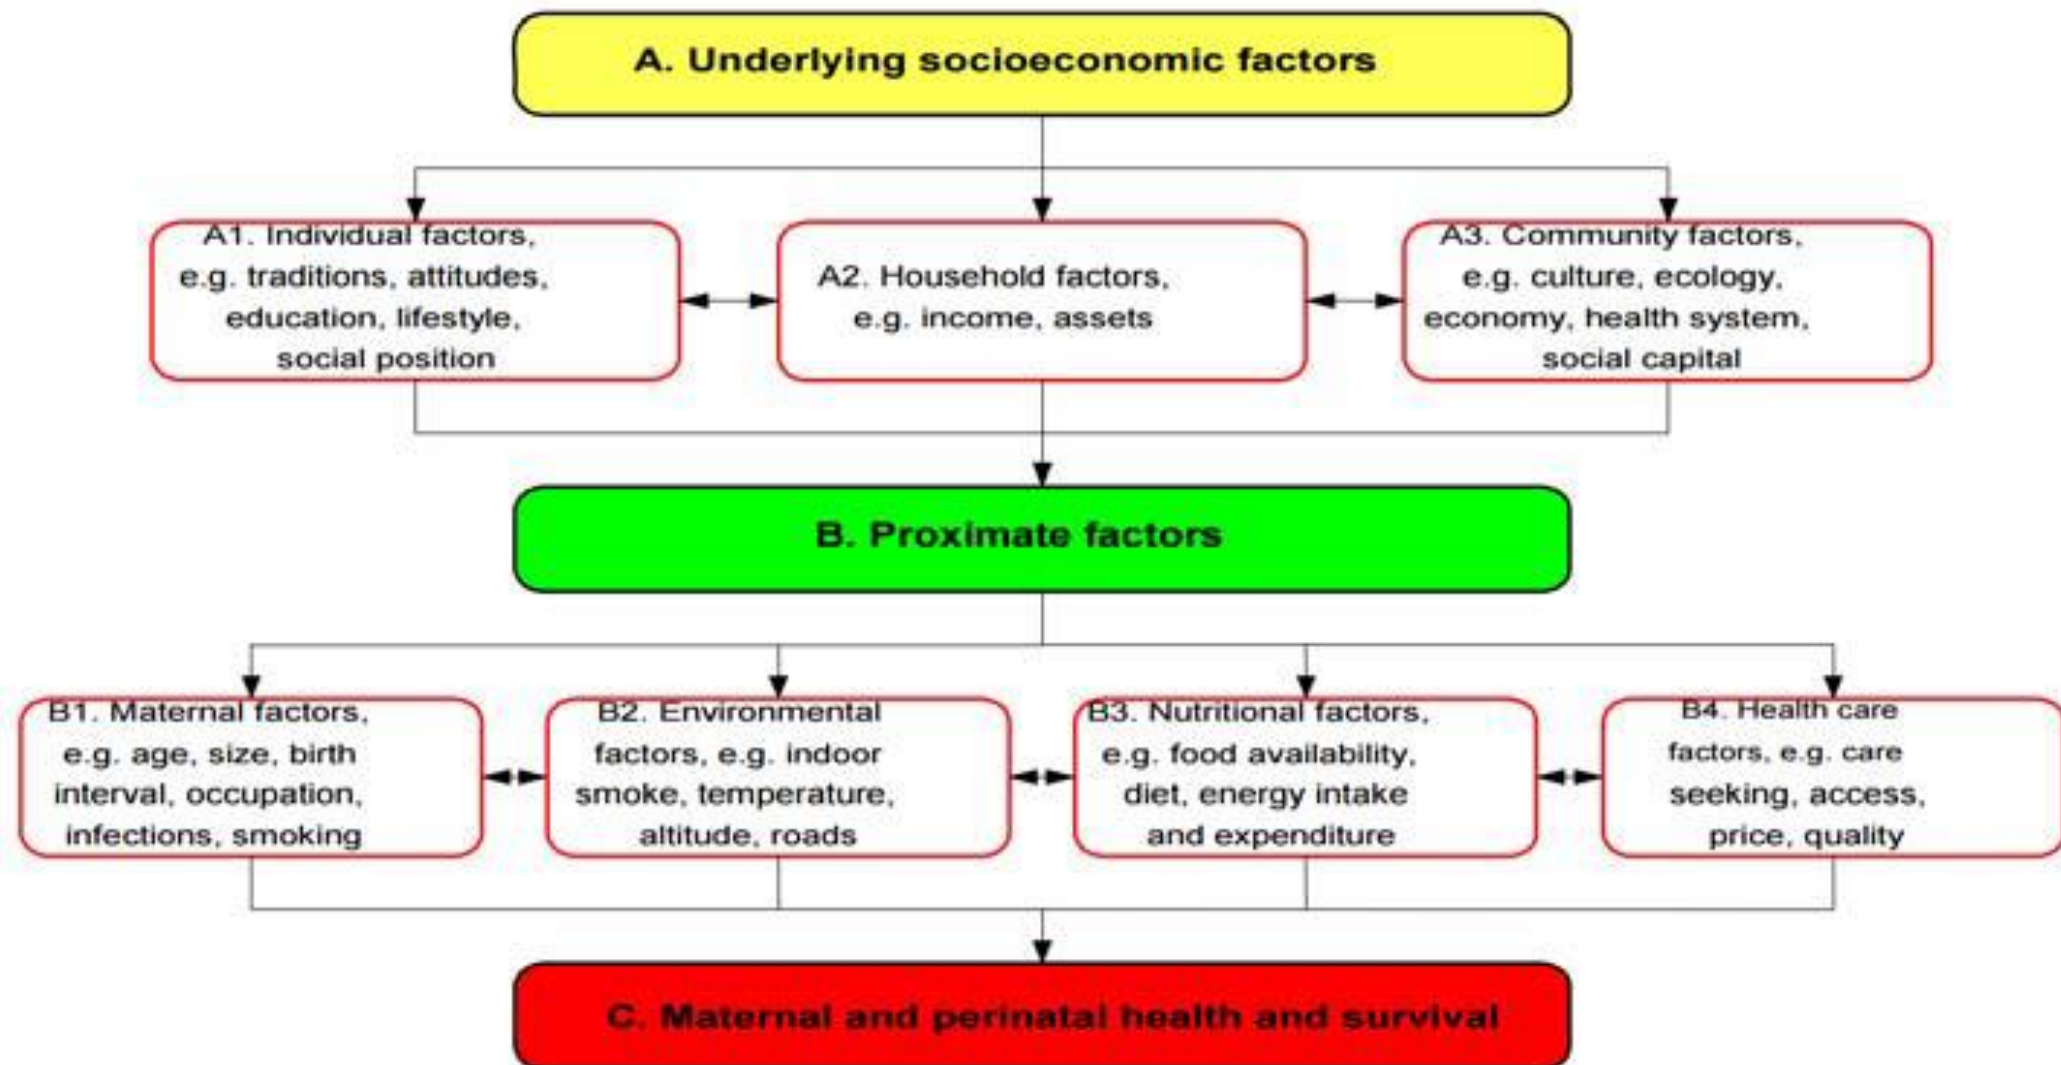 A. Underlying socioeconomic factors
A1. Individual factors,
e.g. traditions, attitudes,
education, lifestyle,
social position
A2. Household factors,
e.g. income, assets
A3. Community factors,
e.g. culture, ecology,
economy, health system,
social capital
B. Proximate factors
B1. Maternal factors,
e.g. age, size, birth
interval, occupation,
infections, smoking
B2. Environmental
factors, e.g. indoor
smoke, temperature,
altitude, roads
B3. Nutritional factors,
e.g. food availability,
diet, energy intake
and expenditure
B4. Health care
factors, e.g. care
seeking, access,
price, quality
C. Maternal and perinatal health and survival